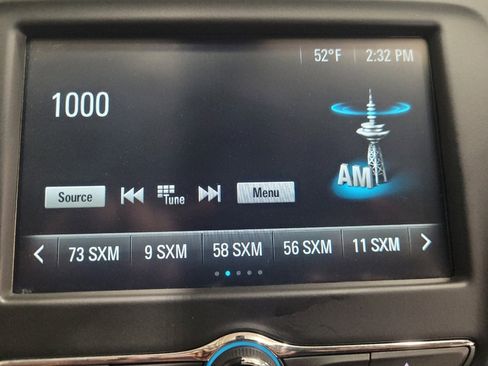 52°F 2:32 PM
1000
AM
Source Tune Menu
73 SXM 9 SXM 58 SXM 56 SXM 11 SXM